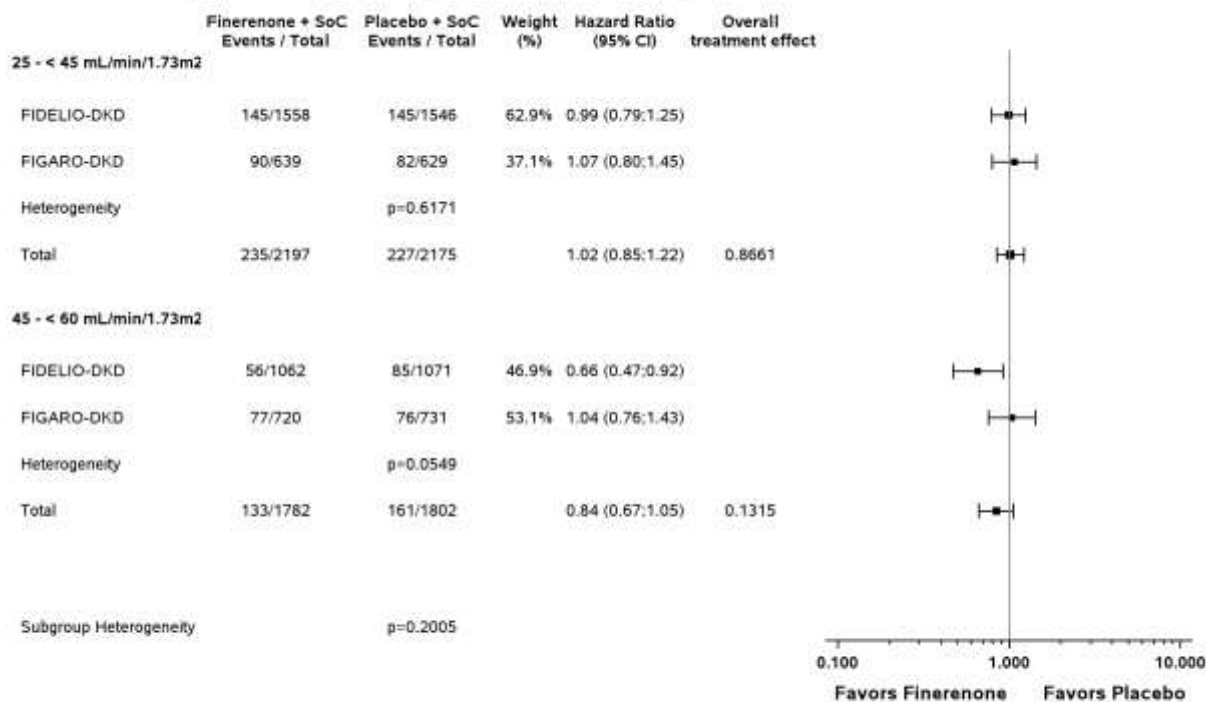 Finerenone + SoC Placebo + SoC Weight Hazard Ratio Overall
Events / Total Events / Total (%) (95% CI) treatment effect
25 - < 45 mL/min/1.73m2
FIDELIO-DKD 145/1558 145/1546 62.9% 0.99 (0.79;1.25)
FIGARO-DKD 90/639 82/629 37.1% 1.07 (0.80;1.45)
Heterogeneity p=0.6171
Total 235/2197 227/2175 1.02 (0.85;1.22) 0.8661
45 - < 60 mL/min/1.73m2
FIDELIO-DKD 56/1062 85/1071 46.9% 0.66 (0.47;0.92)
FIGARO-DKD 77/720 76/731 53.1% 1.04 (0.76;1.43)
Heterogeneity p=0.0549
Total 133/1782 161/1802 0.84 (0.67;1.05) 0.1315
Subgroup Heterogeneity p=0.2005
0.100 1.000 10.000
Favors Finerenone Favors Placebo